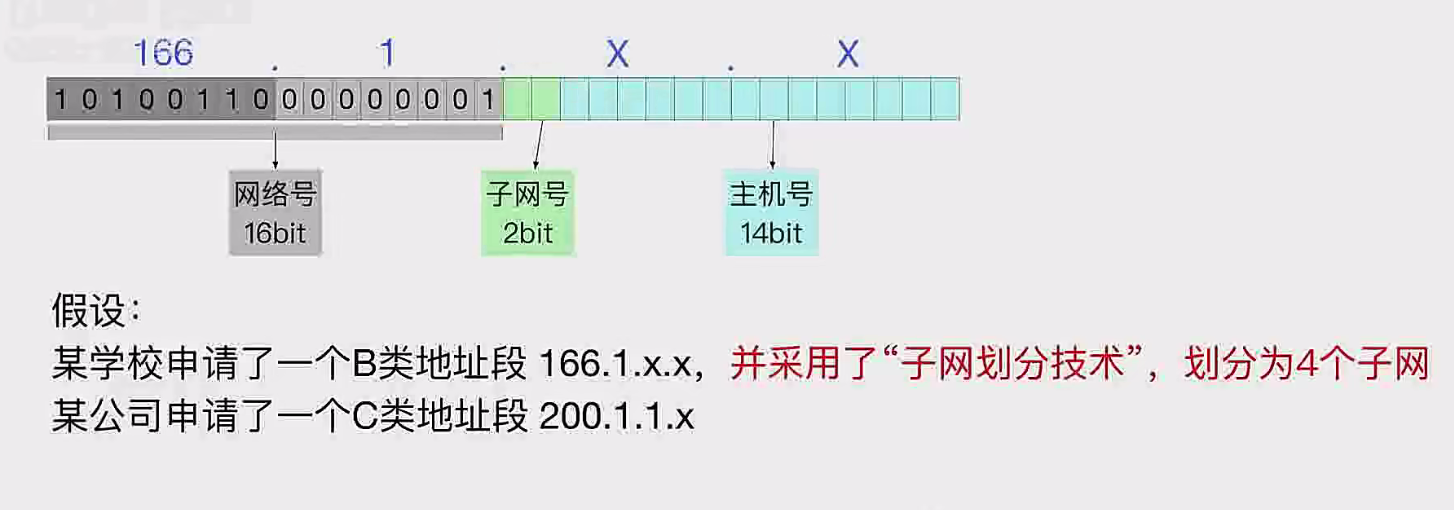 166 . 1 . X . X
1 0 1 0 0 1 1 0 0 0 0 0 0 0 0 1
网络号 子网号 主机号
16bit 2bit 14bit
假设：
某学校申请了一个B类地址段 166.1.x.x，并采用了“子网划分技术”，划分为4个子网
某公司申请了一个C类地址段 200.1.1.x